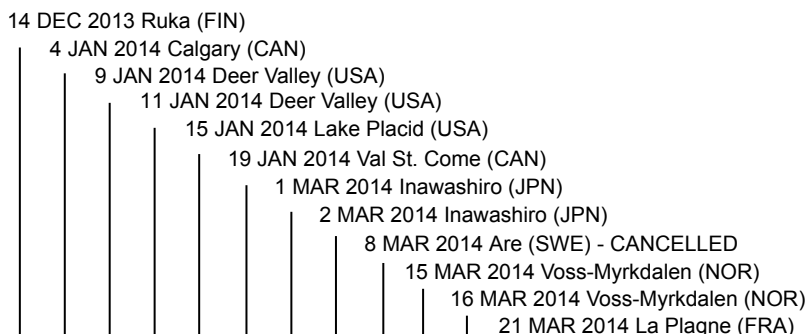 14 DEC 2013 Ruka (FIN)
4 JAN 2014 Calgary (CAN)
9 JAN 2014 Deer Valley (USA)
11 JAN 2014 Deer Valley (USA)
15 JAN 2014 Lake Placid (USA)
19 JAN 2014 Val St. Come (CAN)
1 MAR 2014 Inawashiro (JPN)
2 MAR 2014 Inawashiro (JPN)
8 MAR 2014 Are (SWE) - CANCELLED
15 MAR 2014 Voss-Myrkdalen (NOR)
16 MAR 2014 Voss-Myrkdalen (NOR)
21 MAR 2014 La Plagne (FRA)